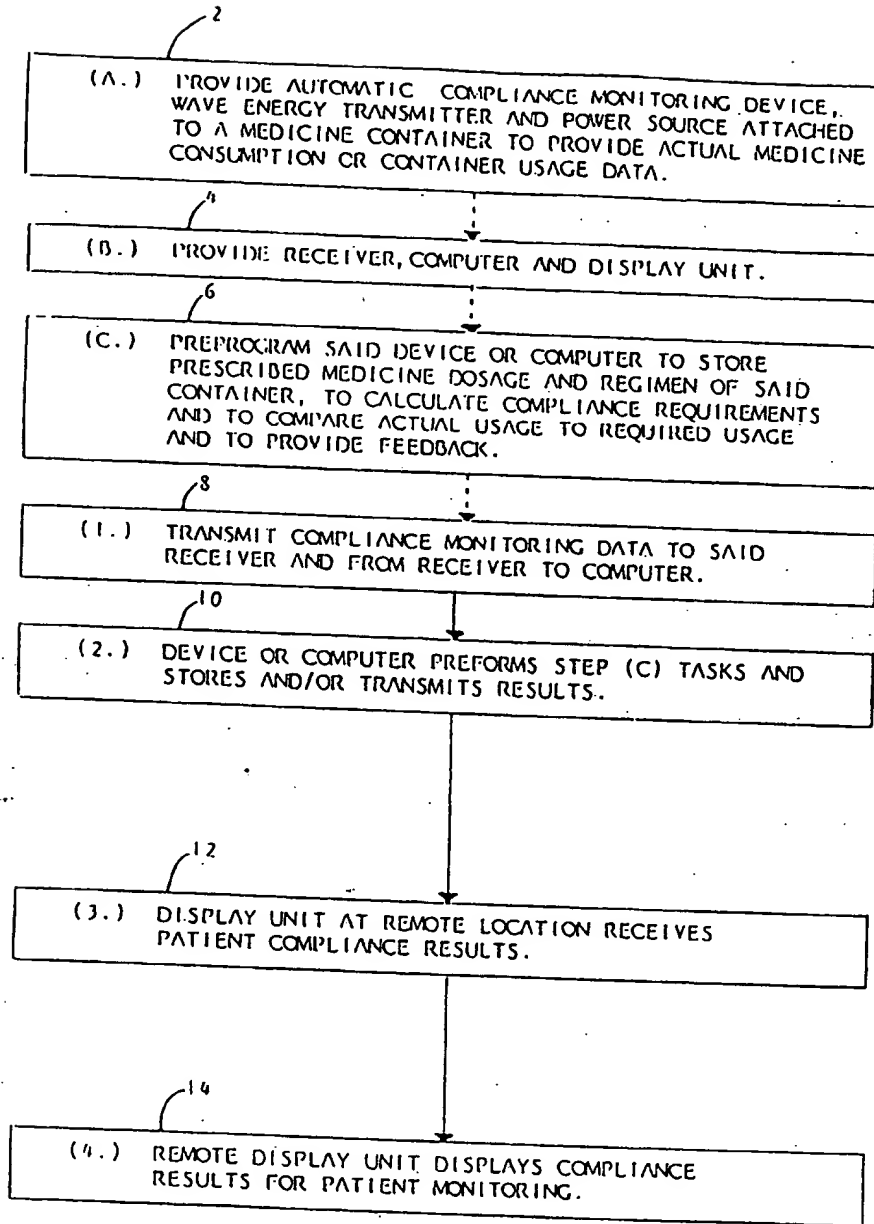 2
(A.) PROVIDE AUTOMATIC COMPLIANCE MONITORING DEVICE,
WAVE ENERGY TRANSMITTER AND POWER SOURCE ATTACHED
TO A MEDICINE CONTAINER TO PROVIDE ACTUAL MEDICINE
CONSUMPTION OR CONTAINER USAGE DATA.
4
(B.) PROVIDE RECEIVER, COMPUTER AND DISPLAY UNIT.
6
(C.) PREPROGRAM SAID DEVICE OR COMPUTER TO STORE
PRESCRIBED MEDICINE DOSAGE AND REGIMEN OF SAID
CONTAINER, TO CALCULATE COMPLIANCE REQUIREMENTS
AND TO COMPARE ACTUAL USAGE TO REQUIRED USAGE
AND TO PROVIDE FEEDBACK.
8
(1.) TRANSMIT COMPLIANCE MONITORING DATA TO SAID
RECEIVER AND FROM RECEIVER TO COMPUTER.
10
(2.) DEVICE OR COMPUTER PREFORMS STEP (C) TASKS AND
STORES AND/OR TRANSMITS RESULTS.
12
(3.) DISPLAY UNIT AT REMOTE LOCATION RECEIVES
PATIENT COMPLIANCE RESULTS.
14
(4.) REMOTE DISPLAY UNIT DISPLAYS COMPLIANCE
RESULTS FOR PATIENT MONITORING.